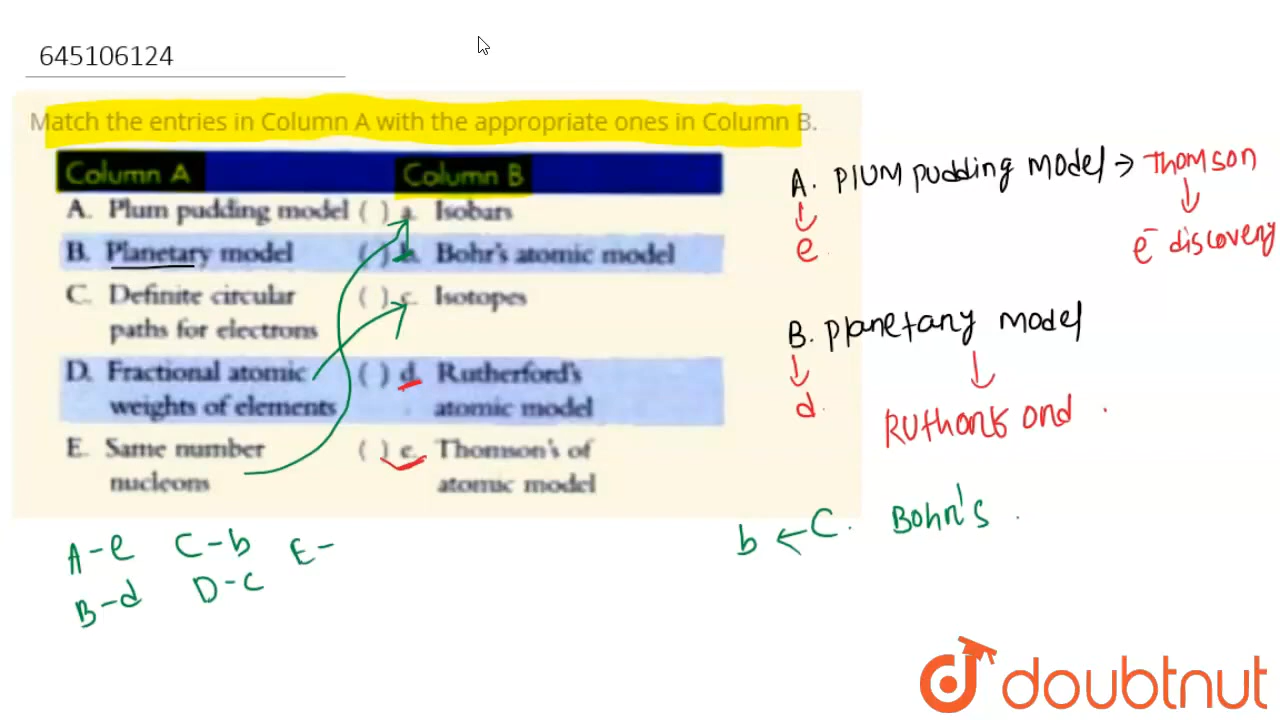 645106124
Match the entries in Column A with the appropriate ones in Column B.
Column A Column B
A. Plum pudding model ( ) a. Isobars
B. Planetary model ( ) b. Bohr's atomic model
C. Definite circular ( ) c. Isotopes
paths for electrons
D. Fractional atomic ( ) d. Rutherford's
weights of elements atomic model
E. Same number ( ) e. Thomson's of
nucleons atomic model
A. Plum pudding model → Thomson
↓ ↓
e e⁻ discovery
B. planetary model
↓ ↓
d
b ← C. Bohr's
A-e C-b E-
B-d D-c
doubtnut